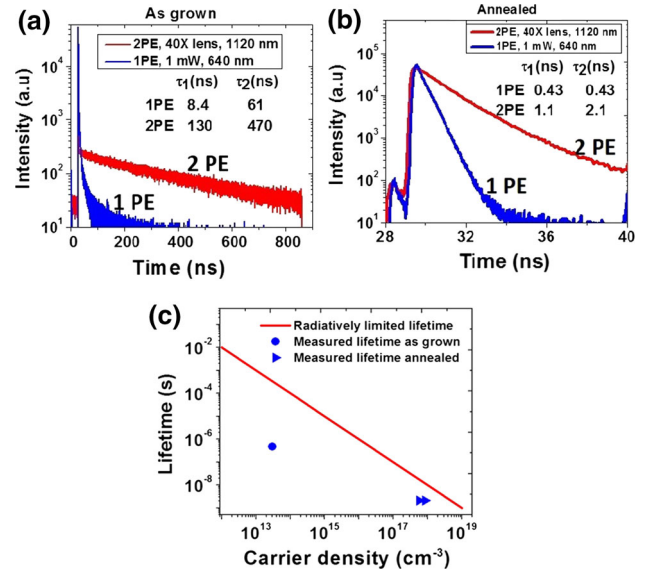 (a)
As grown
2PE, 40X lens, 1120 nm
1PE, 1 mW, 640 nm
τ1(ns) τ2(ns)
1PE 8.4 61
2PE 130 470
2 PE
1 PE
Intensity (a.u)
10^4
10^3
10^2
10^1
0 200 400 600 800
Time (ns)
(b)
Annealed
2PE, 40X lens, 1120 nm
1PE, 1 mW, 640 nm
τ1(ns) τ2(ns)
1PE 0.43 0.43
2PE 1.1 2.1
2 PE
1 PE
Intensity (a.u)
10^5
10^4
10^3
10^2
10^1
28 32 36 40
Time (ns)
(c)
Radiatively limited lifetime
Measured lifetime as grown
Measured lifetime annealed
Lifetime (s)
10^-2
10^-4
10^-6
10^-8
10^13 10^15 10^17 10^19
Carrier density (cm^-3)